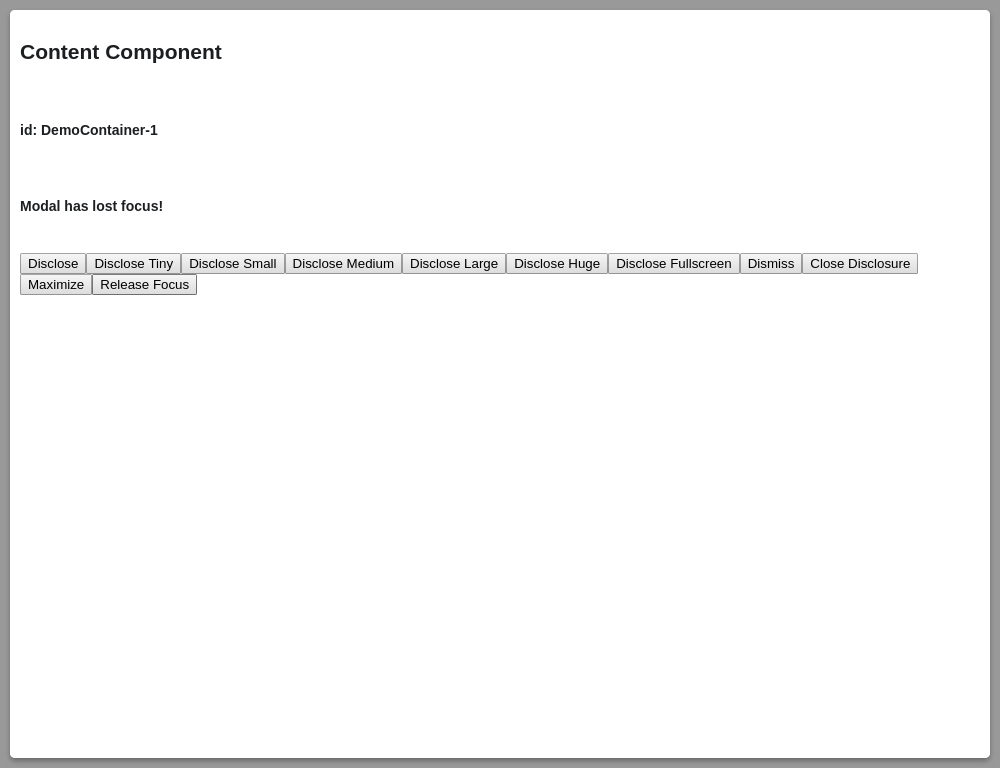 Content Component
id: DemoContainer-1
Modal has lost focus!
Disclose Disclose Tiny Disclose Small Disclose Medium Disclose Large Disclose Huge Disclose Fullscreen Dismiss Close Disclosure
Maximize Release Focus